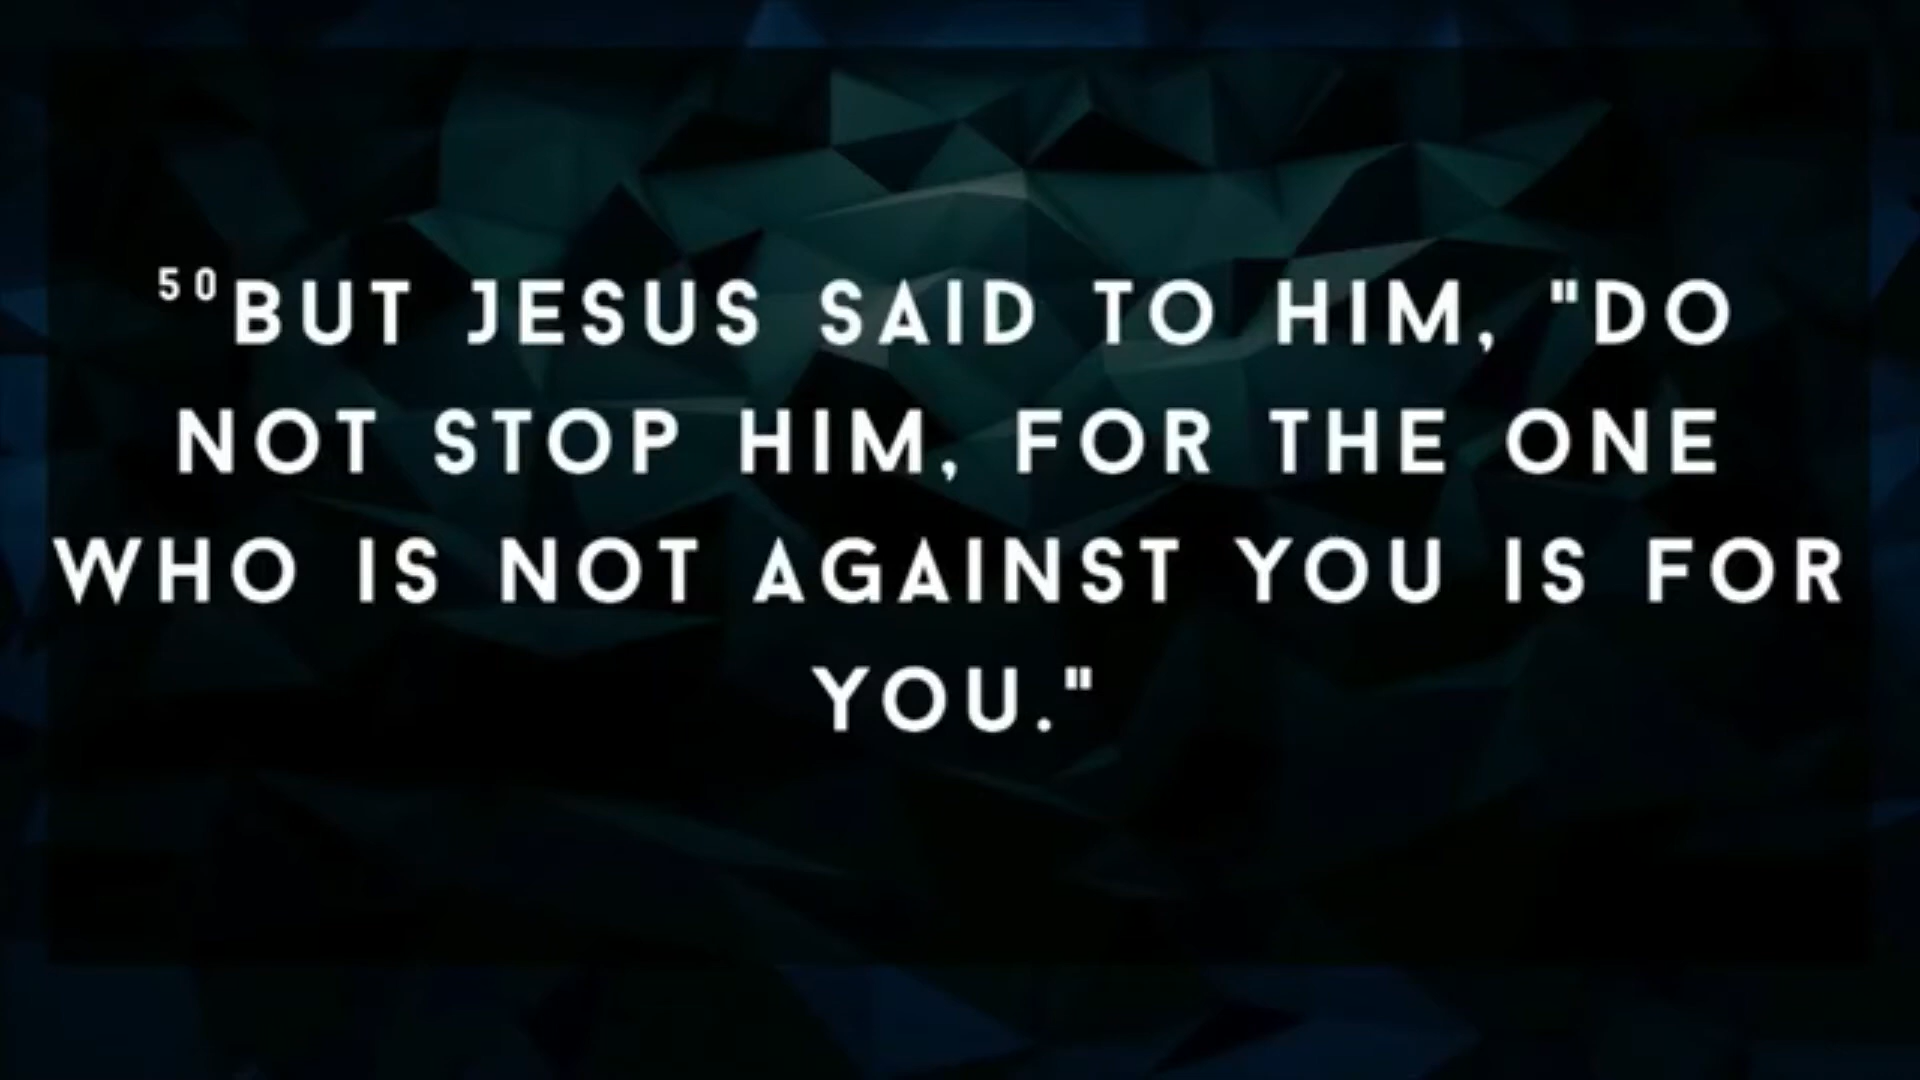 50BUT JESUS SAID TO HIM, "DO
NOT STOP HIM, FOR THE ONE
WHO IS NOT AGAINST YOU IS FOR
YOU."